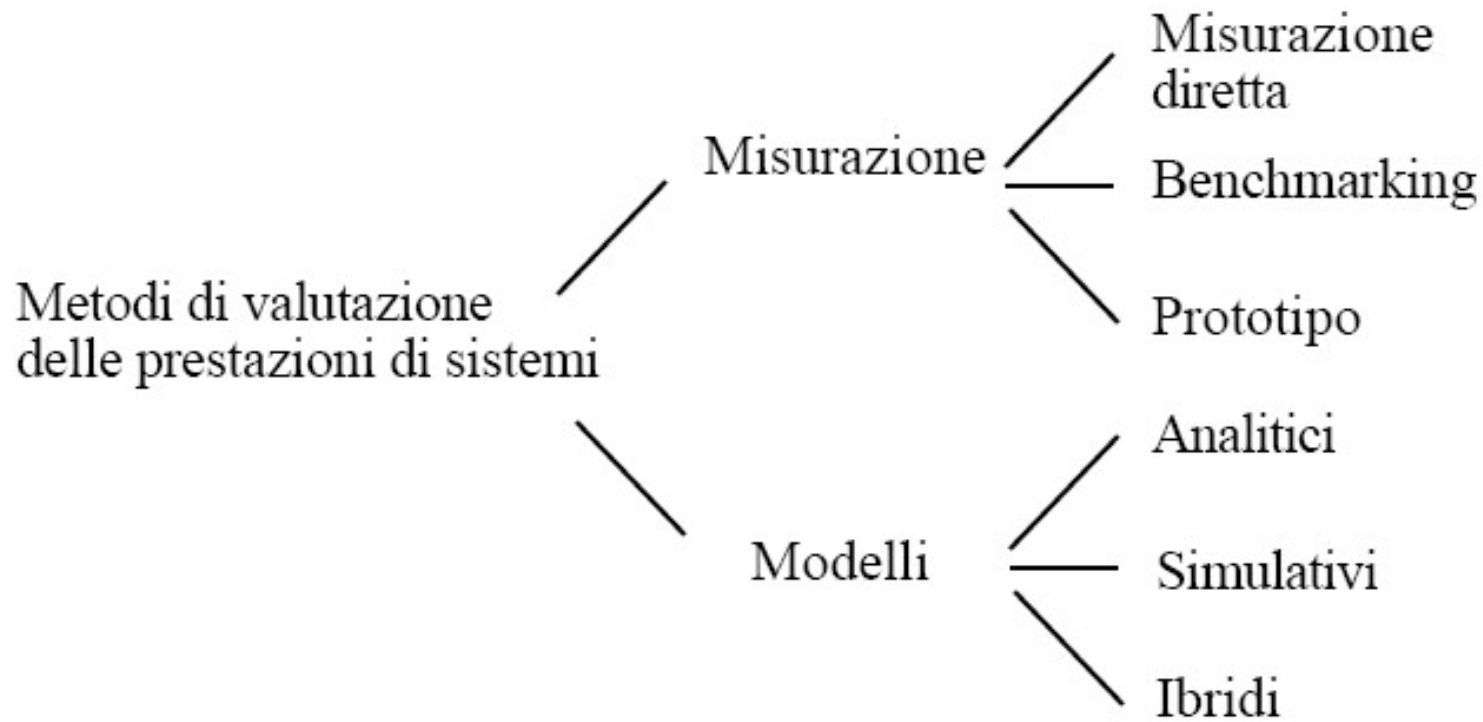 Metodi di valutazione
delle prestazioni di sistemi
Misurazione
Misurazione
diretta
Benchmarking
Prototipo
Modelli
Analitici
Simulativi
Ibridi